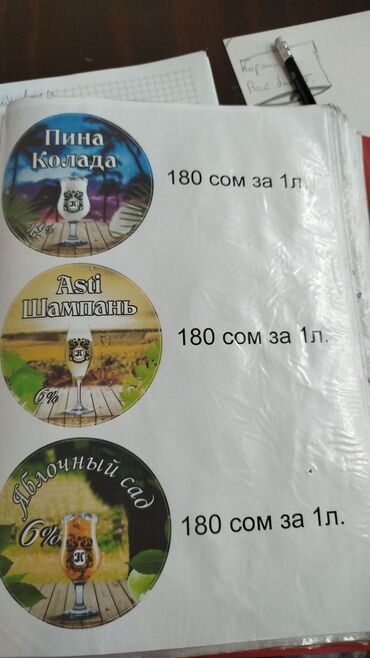 Пина
Колада
180 сом за 1л.
Asti
Шампань
6%
180 сом за 1л.
Яблочный сад
6%
К
180 сом за 1л.